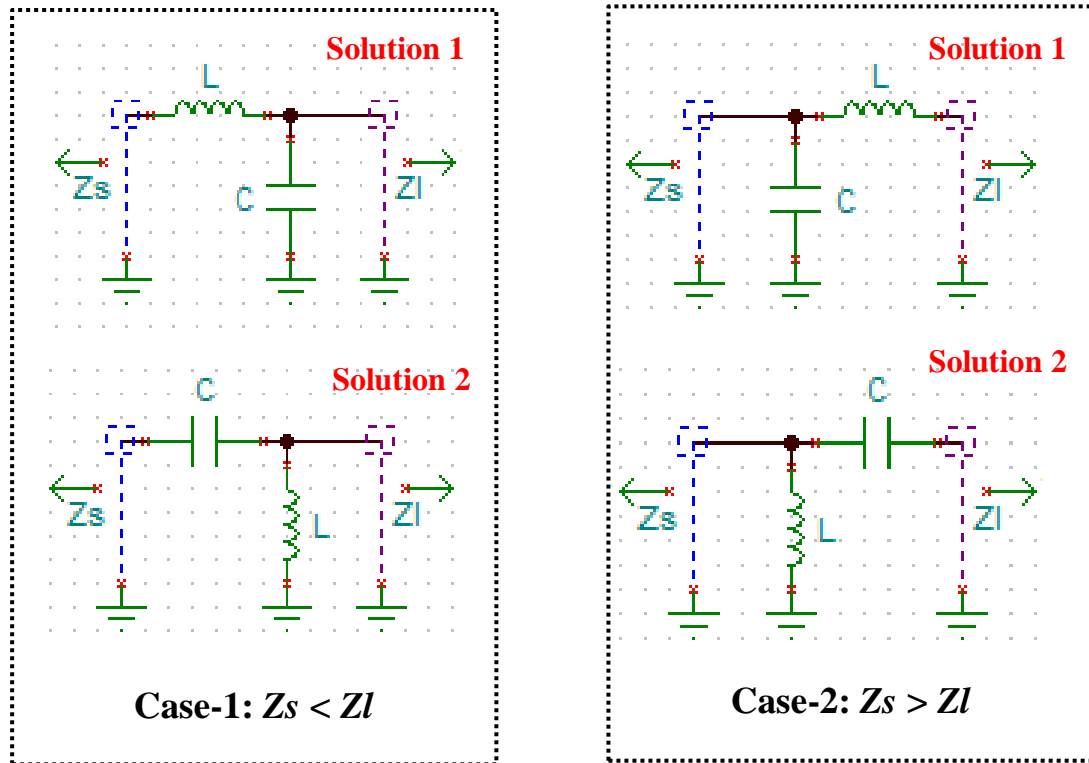 Solution 1
L
Zs
C
Zl
Solution 2
C
Zs
L
Zl
Case-1: Zs < Zl
Solution 1
L
Zs
C
Zl
Solution 2
C
Zs
L
Zl
Case-2: Zs > Zl